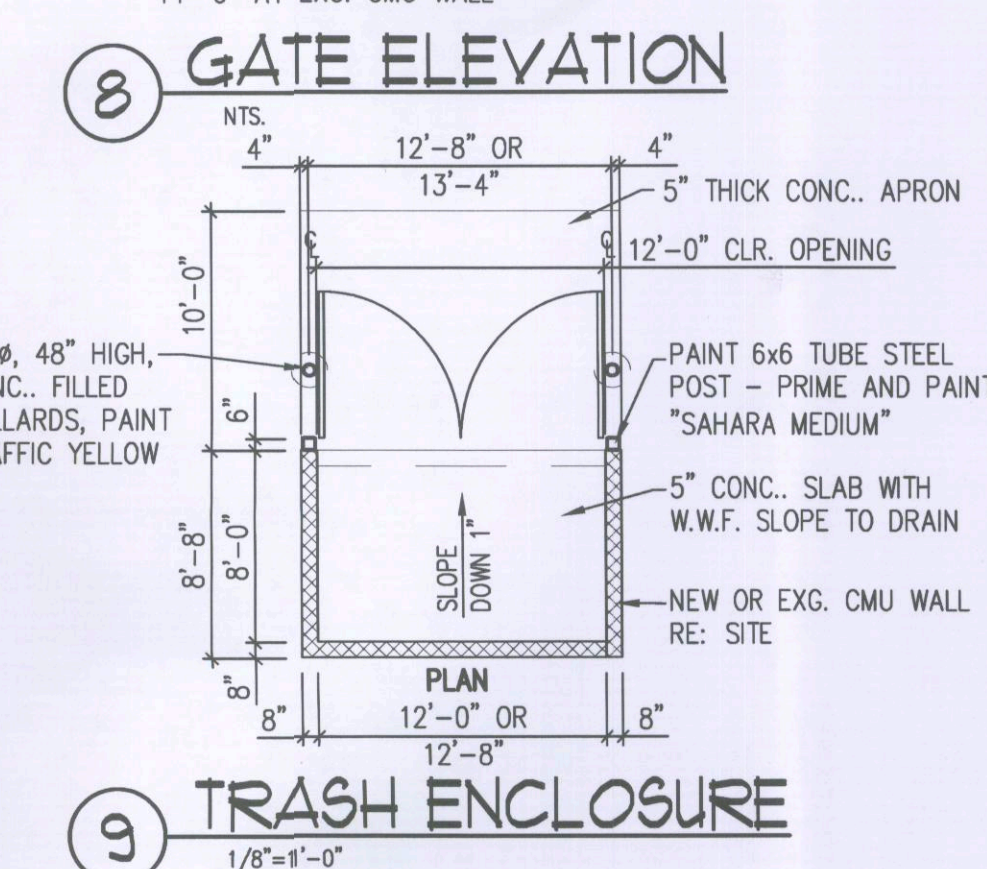 8 GATE ELEVATION
NTS.
4" 12'-8" OR 4"
13'-4"
5" THICK CONC.. APRON
12'-0" CLR. OPENING
10'-0"
Ø, 48" HIGH,
FILLED
PAINT
YELLOW
6"
PAINT 6x6 TUBE STEEL
POST - PRIME AND PAINT
"SAHARA MEDIUM"
5" CONC.. SLAB WITH
W.W.F. SLOPE TO DRAIN
8'-8"
8'-0"
SLOPE
DOWN 1"
NEW OR EXG. CMU WALL
RE: SITE
8"
PLAN
8" 12'-0" OR 8"
12'-8"
9 TRASH ENCLOSURE
1/8"=1'-0"